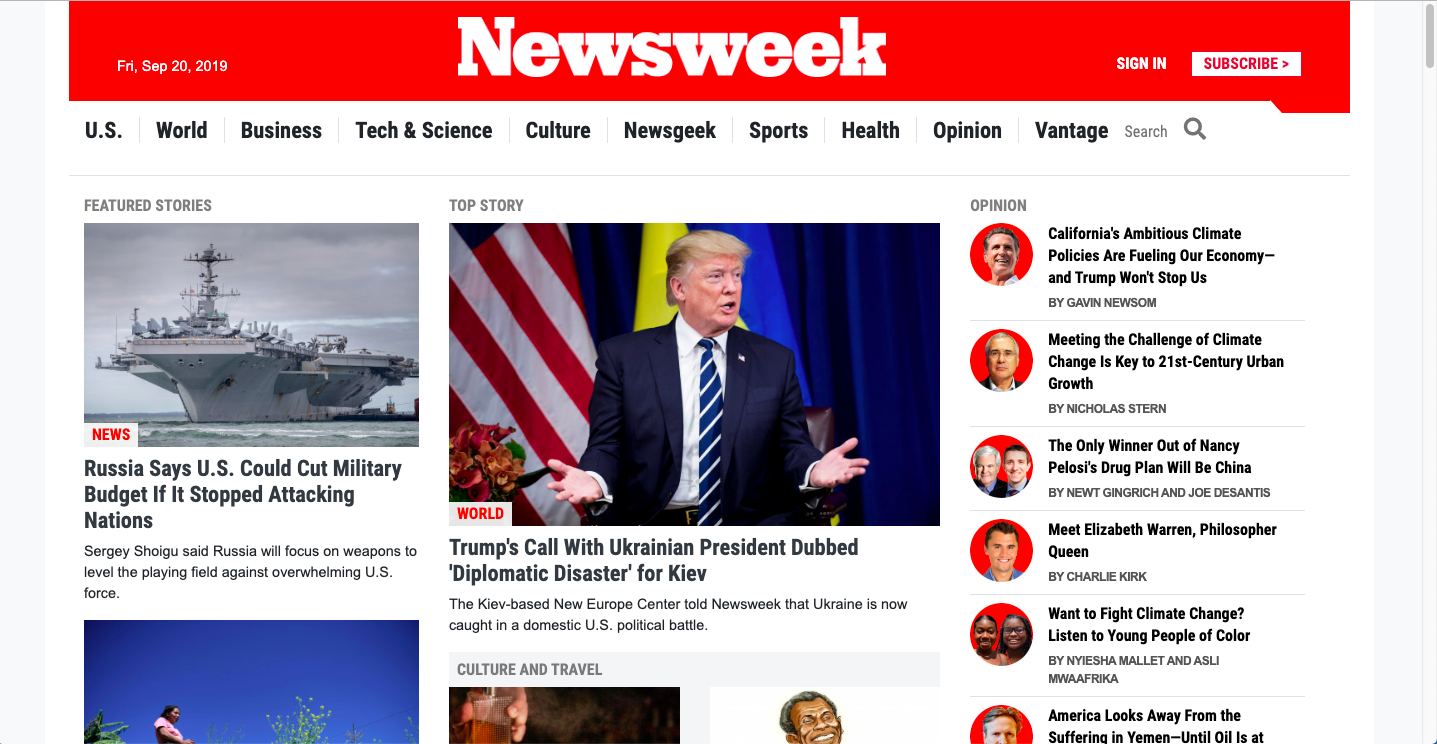 Newsweek
Fri, Sep 20, 2019
SIGN IN
SUBSCRIBE >
U.S.
World
Business
Tech & Science
Culture
Newsgeek
Sports
Health
Opinion
Vantage
Search
FEATURED STORIES
NEWS
Russia Says U.S. Could Cut Military
Budget If It Stopped Attacking
Nations
Sergey Shoigu said Russia will focus on weapons to
level the playing field against overwhelming U.S.
force.
TOP STORY
WORLD
Trump's Call With Ukrainian President Dubbed
'Diplomatic Disaster' for Kiev
The Kiev-based New Europe Center told Newsweek that Ukraine is now
caught in a domestic U.S. political battle.
CULTURE AND TRAVEL
OPINION
California's Ambitious Climate
Policies Are Fueling Our Economy—
and Trump Won't Stop Us
BY GAVIN NEWSOM
Meeting the Challenge of Climate
Change Is Key to 21st-Century Urban
Growth
BY NICHOLAS STERN
The Only Winner Out of Nancy
Pelosi's Drug Plan Will Be China
BY NEWT GINGRICH AND JOE DESANTIS
Meet Elizabeth Warren, Philosopher
Queen
BY CHARLIE KIRK
Want to Fight Climate Change?
Listen to Young People of Color
BY NYIESHA MALLET AND ASLI
MWAAFRIKA
America Looks Away From the
Suffering in Yemen—Until Oil Is at